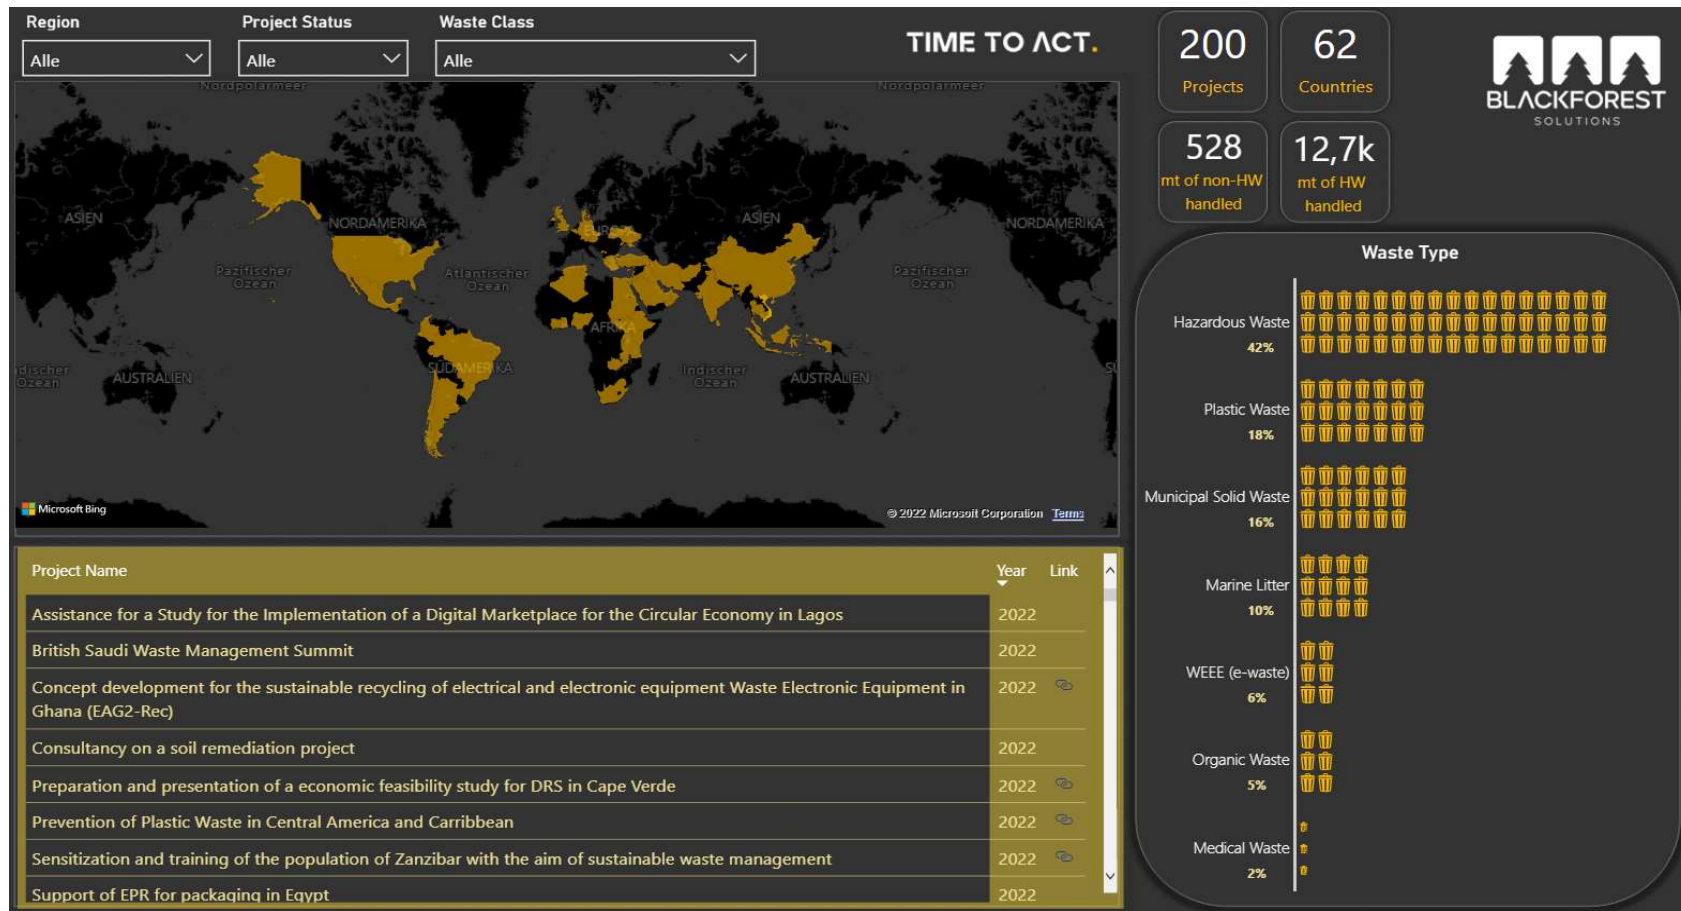 Region
Project Status
Waste Class
Alle
Alle
Alle
TIME TO ACT.
200
Projects
62
Countries
528
mt of non-HW
handled
12,7k
mt of HW
handled
BLACKFOREST
SOLUTIONS
Nordpolarmeer
Nordpolarmeer
ASIEN
NORDAMERIKA
EUROPA
ASIEN
NORDAMERIKA
Pazifischer
Ozean
Atlantischer
Ozean
Pazifischer
Ozean
AFRIKA
SÜDAMERIKA
Indischer
Ozean
AUSTRALIEN
AUSTRALIEN
discher
Ozean
SÜ
Microsoft Bing
© 2022 Microsoft Corporation Terms
Project Name Year Link
Assistance for a Study for the Implementation of a Digital Marketplace for the Circular Economy in Lagos 2022
British Saudi Waste Management Summit 2022
Concept development for the sustainable recycling of electrical and electronic equipment Waste Electronic Equipment in 2022
Ghana (EAG2-Rec)
Consultancy on a soil remediation project 2022
Preparation and presentation of a economic feasibility study for DRS in Cape Verde 2022
Prevention of Plastic Waste in Central America and Carribbean 2022
Sensitization and training of the population of Zanzibar with the aim of sustainable waste management 2022
Support of EPR for packaging in Egypt 2022
Waste Type
Hazardous Waste
42%
Plastic Waste
18%
Municipal Solid Waste
16%
Marine Litter
10%
WEEE (e-waste)
6%
Organic Waste
5%
Medical Waste
2%